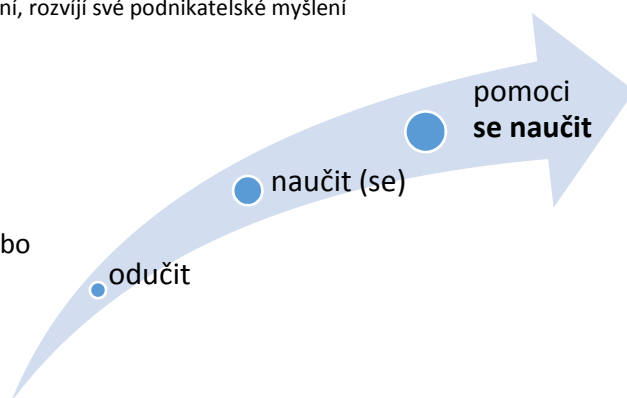 ní, rozvíjí své podnikatelské myšlení
pomoci
se naučit
naučit (se)
bo
odučit